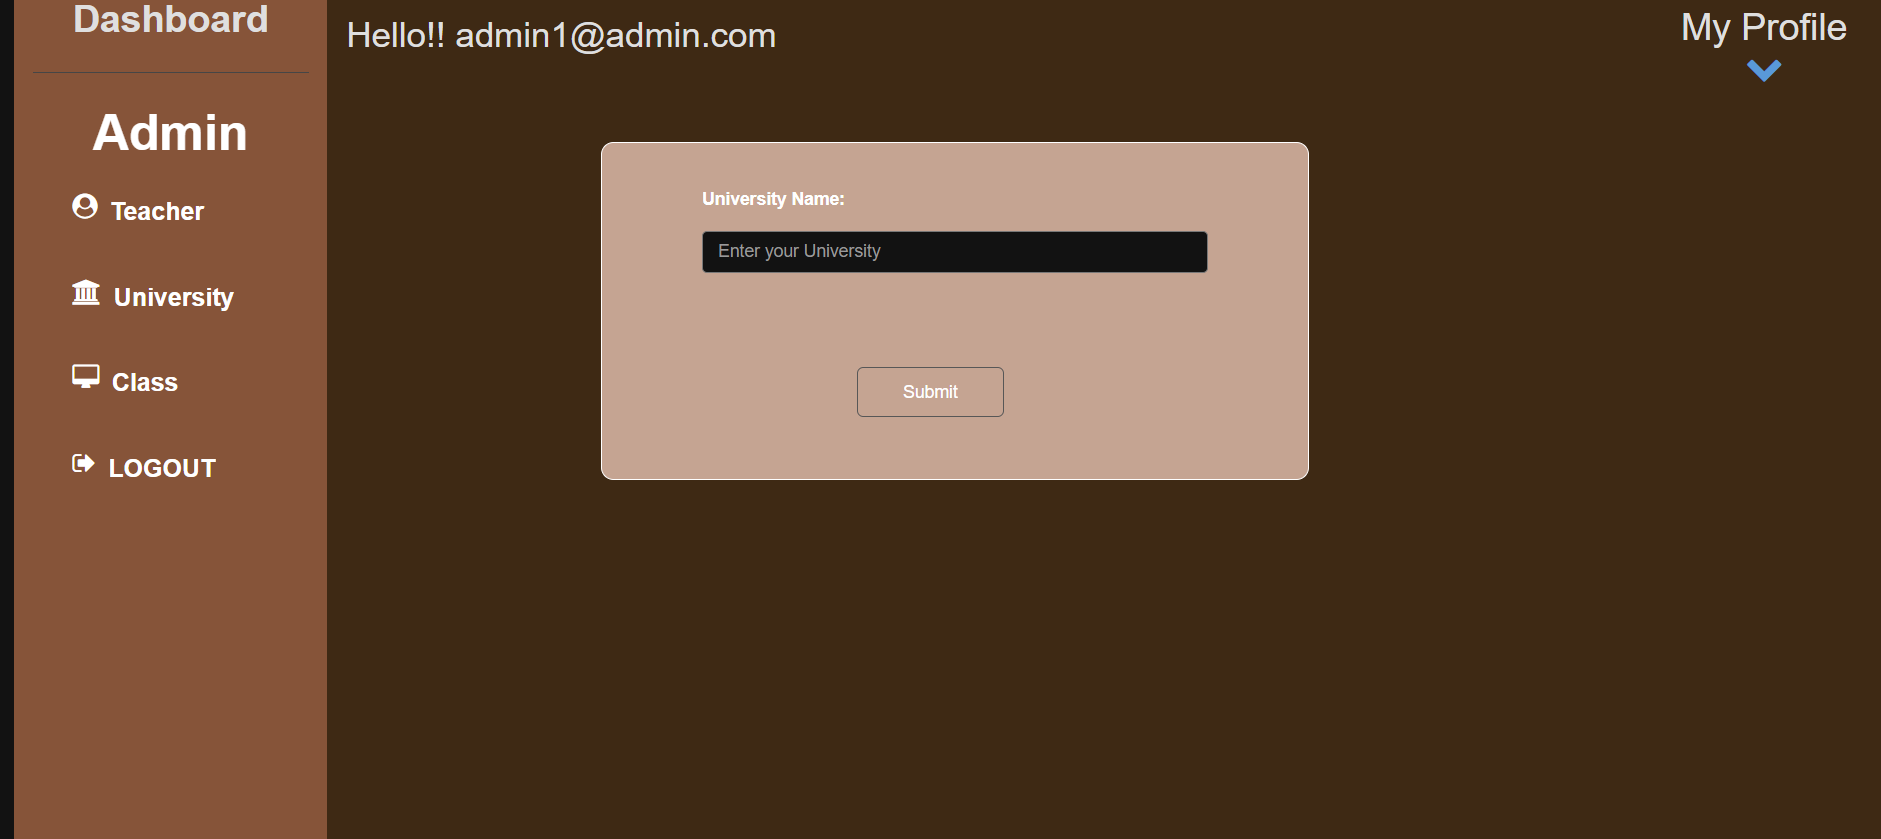 Dashboard
Admin
Teacher
University
Class
LOGOUT
Hello!! admin1@admin.com
My Profile
University Name:
Enter your University
Submit